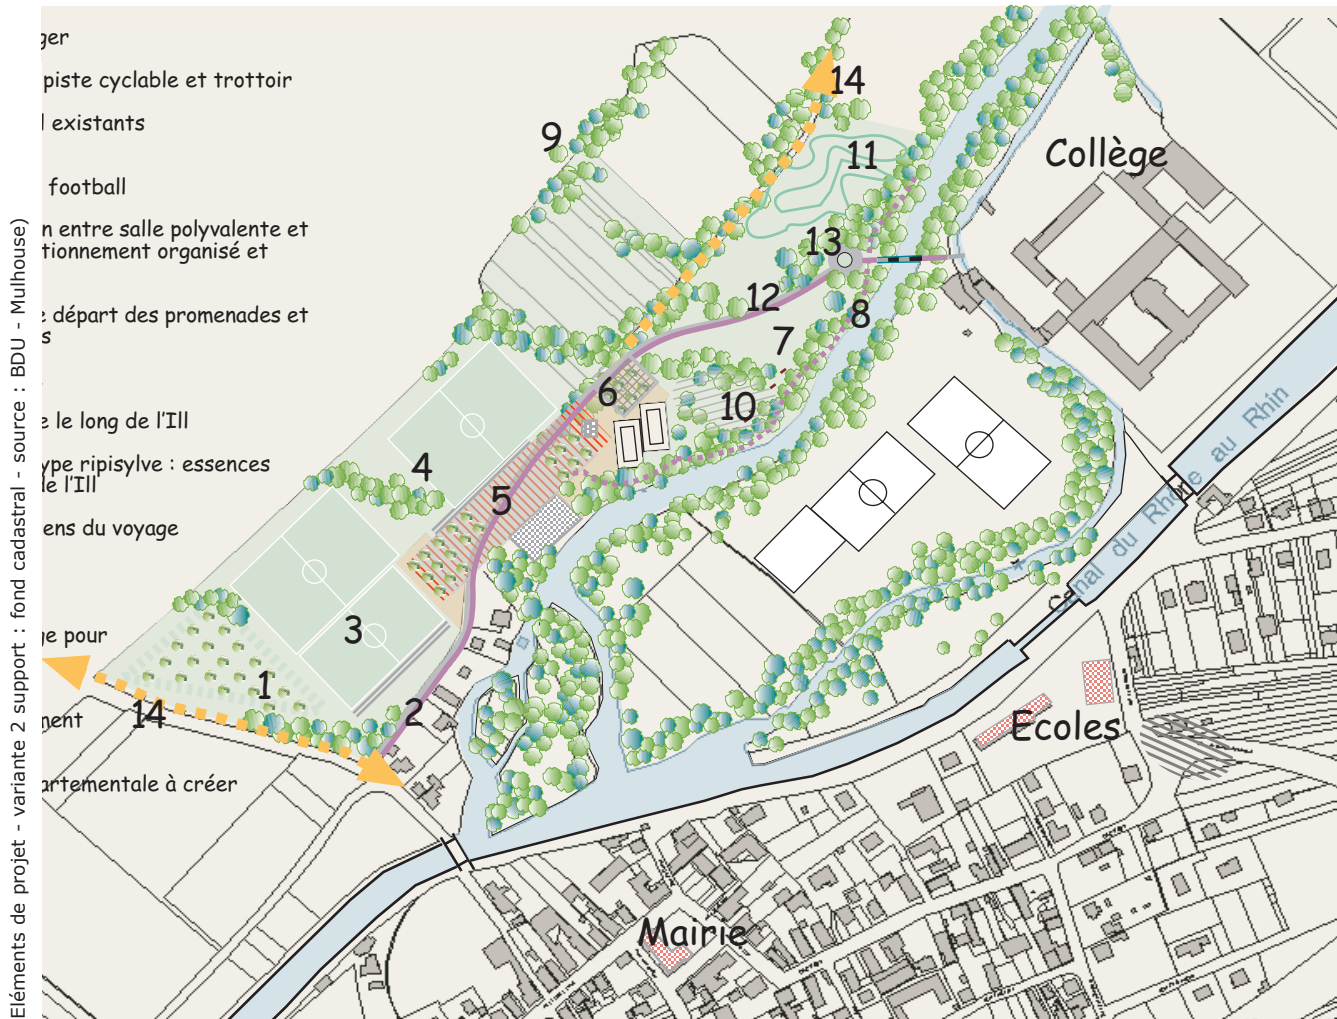 ger
piste cyclable et trottoir
existants
football
n entre salle polyvalente et
tionnement organisé et
e départ des promenades et
s
e le long de l'Ill
ype ripisylve : essences
de l'Ill
ens du voyage
ge pour
nent
artementale à créer
Eléments de projet - variante 2 support : fond cadastral - source : BDU - Mulhouse)
14
9
11
Collège
13
12
8
7
6
10
4
5
3
1
2
14
Canal du Rhône au Rhin
Ecoles
Mairie